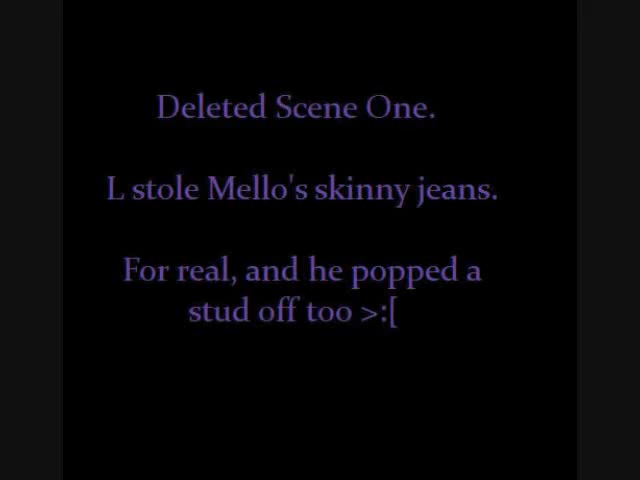 Deleted Scene One.
L stole Mello's skinny jeans.
For real, and he popped a
stud off too >:[